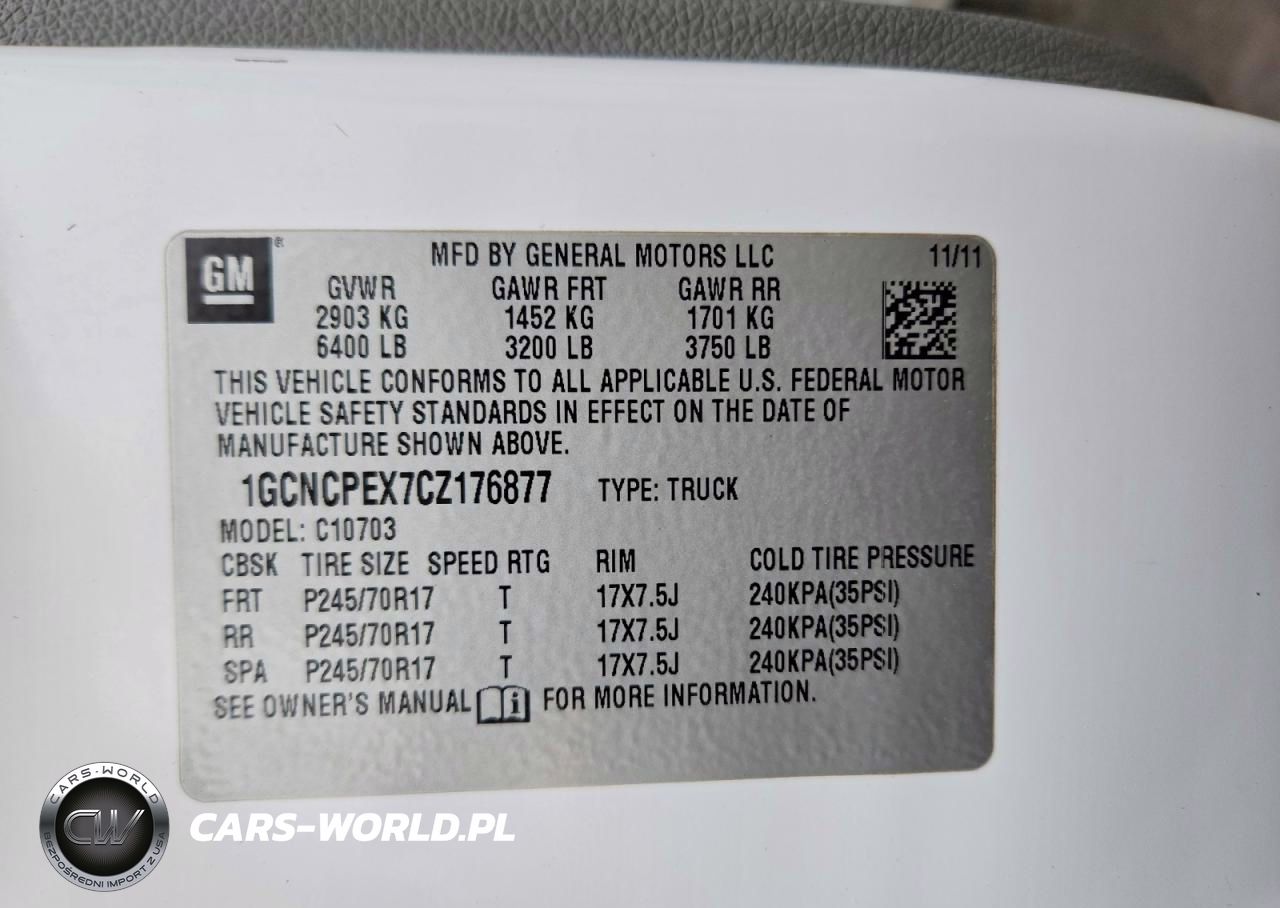 GM
®
MFD BY GENERAL MOTORS LLC 11/11
GVWR GAWR FRT GAWR RR
2903 KG 1452 KG 1701 KG
6400 LB 3200 LB 3750 LB
THIS VEHICLE CONFORMS TO ALL APPLICABLE U.S. FEDERAL MOTOR
VEHICLE SAFETY STANDARDS IN EFFECT ON THE DATE OF
MANUFACTURE SHOWN ABOVE.
1GCNCPEX7CZ176877 TYPE: TRUCK
MODEL: C10703
CBSK TIRE SIZE SPEED RTG RIM COLD TIRE PRESSURE
FRT P245/70R17 T 17X7.5J 240KPA(35PSI)
RR P245/70R17 T 17X7.5J 240KPA(35PSI)
SPA P245/70R17 T 17X7.5J 240KPA(35PSI)
SEE OWNER'S MANUAL i FOR MORE INFORMATION.
CARS-WORLD
CW
BEZPOŚREDNI IMPORT Z USA
CARS-WORLD.PL